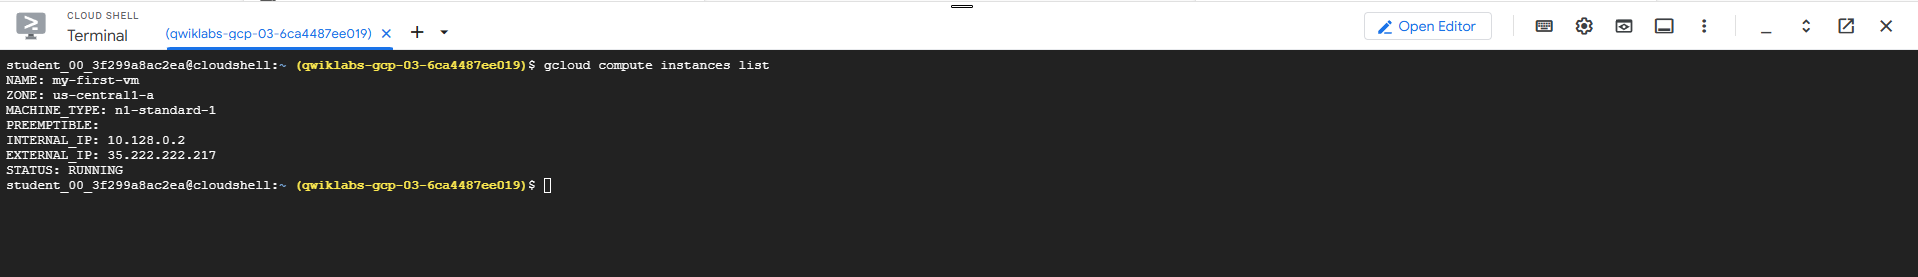 CLOUD SHELL
Terminal
(qwiklabs-gcp-03-6ca4487ee019)
Open Editor
student_00_3f299a8ac2ea@cloudshell:~ (qwiklabs-gcp-03-6ca4487ee019)$ gcloud compute instances list
NAME: my-first-vm
ZONE: us-central1-a
MACHINE_TYPE: n1-standard-1
PREEMPTIBLE:
INTERNAL_IP: 10.128.0.2
EXTERNAL_IP: 35.222.222.217
STATUS: RUNNING
student_00_3f299a8ac2ea@cloudshell:~ (qwiklabs-gcp-03-6ca4487ee019)$